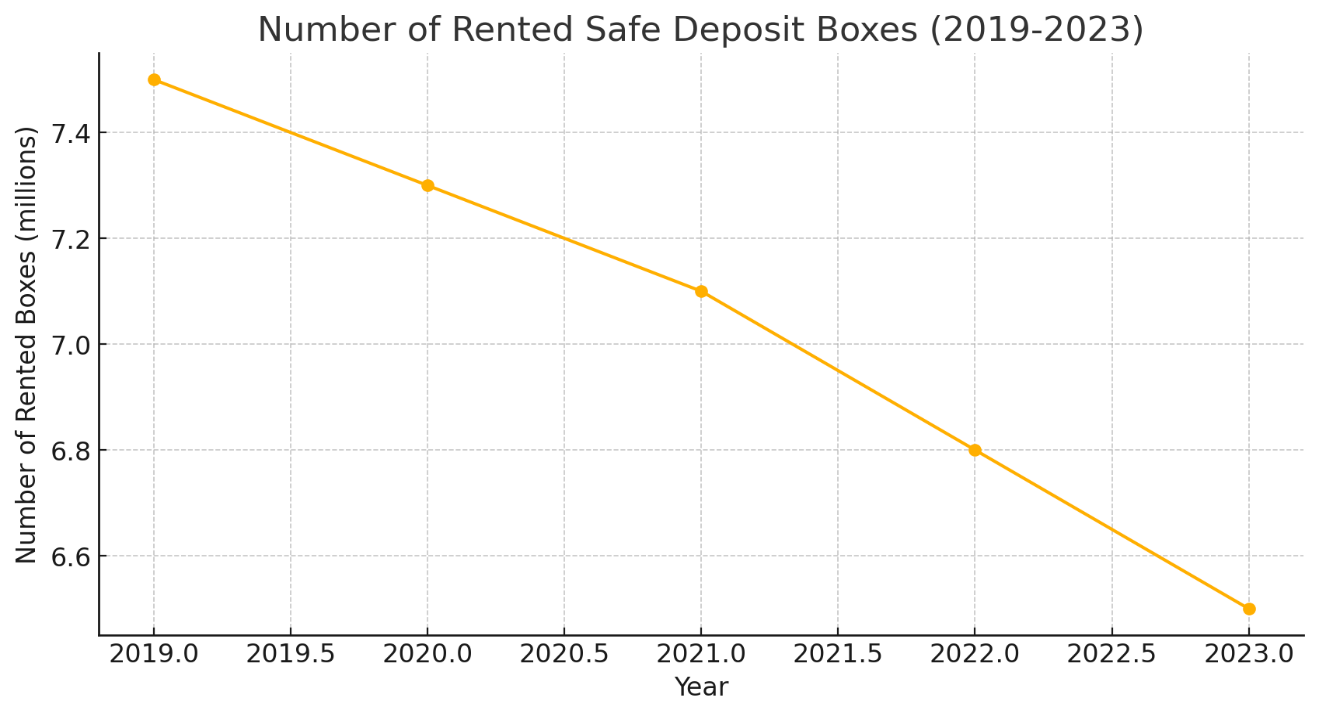 Number of Rented Safe Deposit Boxes (2019-2023)
Number of Rented Boxes (millions)
7.4
7.2
7.0
6.8
6.6
2019.0 2019.5 2020.0 2020.5 2021.0 2021.5 2022.0 2022.5 2023.0
Year